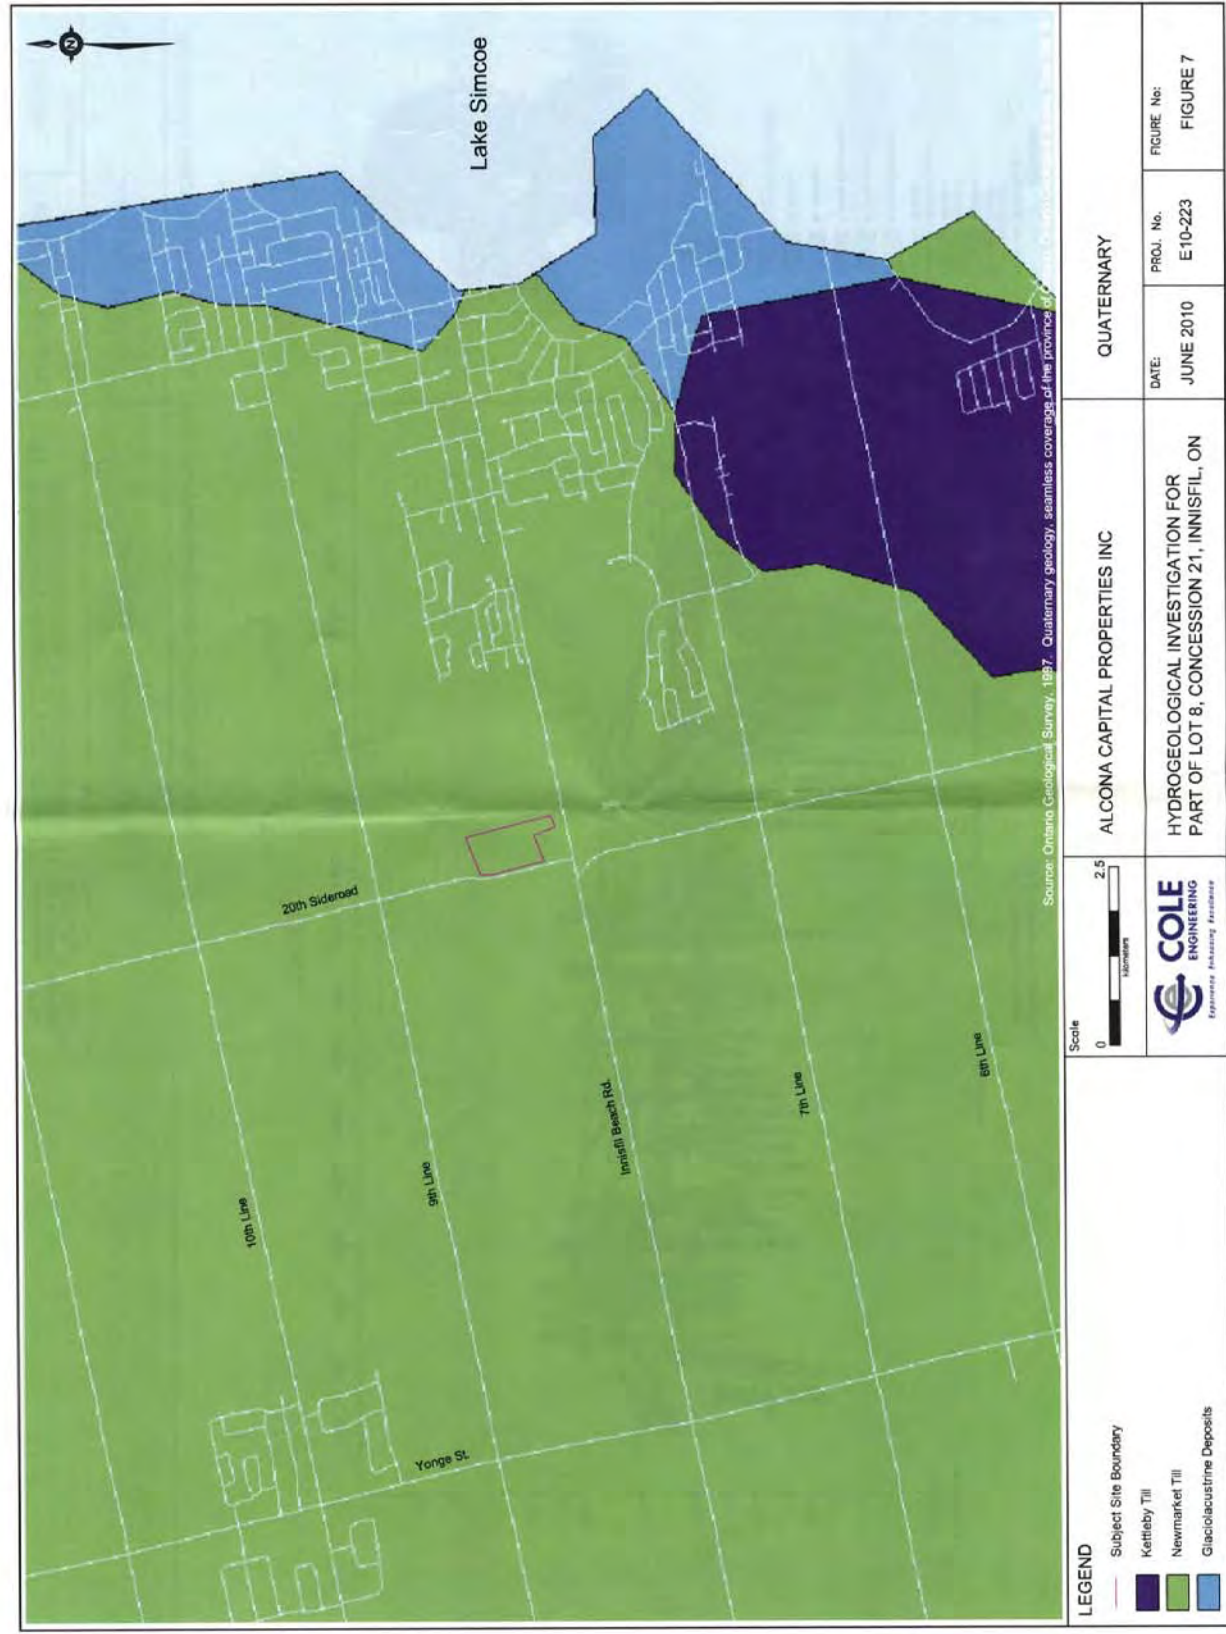 N
Lake Simcoe
20th Sideroad
10th Line
9th Line
Innisfil Beach Rd.
7th Line
6th Line
Yonge St.
Source: Ontario Geological Survey, 1997. Quaternary geology, seamless coverage of the province of
LEGEND
Subject Site Boundary
Kettleby Till
Newmarket Till
Glaciolacustrine Deposits
Scale
0 2.5
kilometers
COLE
ENGINEERING
Experience Enhancing Excellence
ALCONA CAPITAL PROPERTIES INC
HYDROGEOLOGICAL INVESTIGATION FOR
PART OF LOT 8, CONCESSION 21, INNISFIL, ON
QUATERNARY
DATE:
JUNE 2010
PROJ. No.
E10-223
FIGURE No:
FIGURE 7